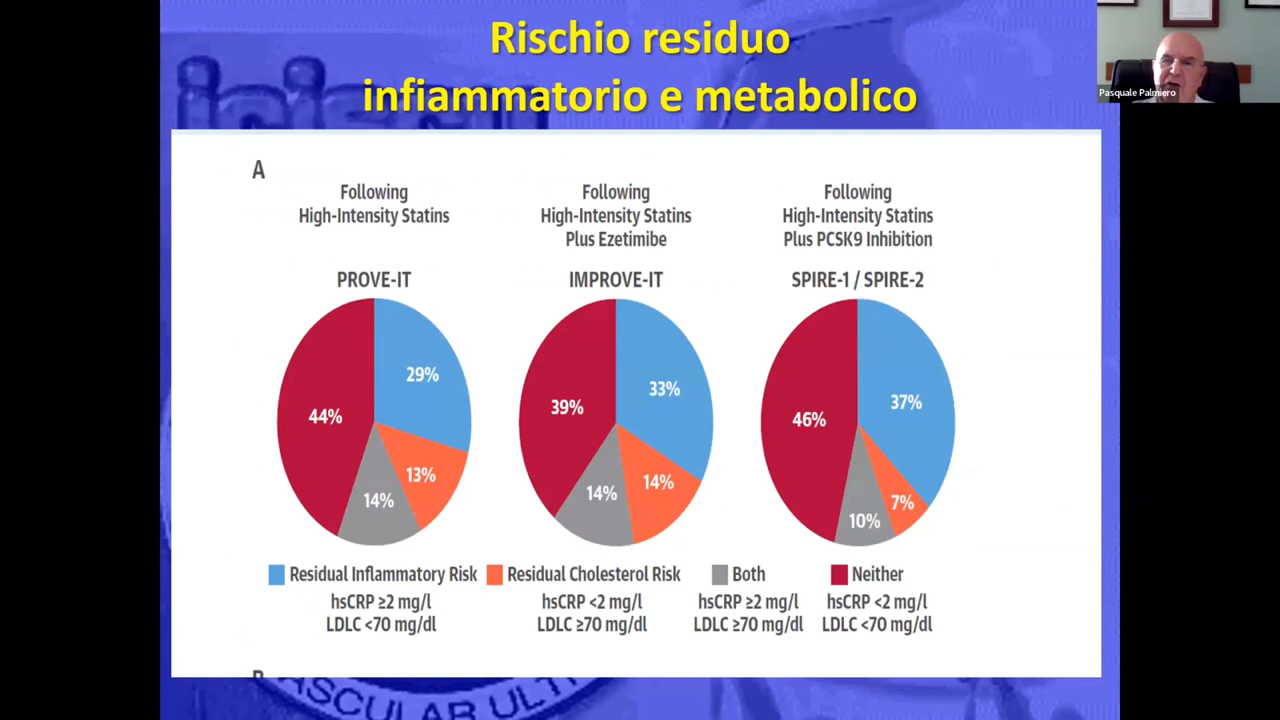 Rischio residuo
infiammatorio e metabolico
Pasquale Palmiero
A
Following
High-Intensity Statins
Following
High-Intensity Statins
Plus Ezetimibe
Following
High-Intensity Statins
Plus PCSK9 Inhibition
PROVE-IT
IMPROVE-IT
SPIRE-1 / SPIRE-2
29%
13%
14%
44%
33%
14%
14%
39%
37%
7%
10%
46%
Residual Inflammatory Risk
hsCRP ≥2 mg/l
LDLC <70 mg/dl
Residual Cholesterol Risk
hsCRP <2 mg/l
LDLC ≥70 mg/dl
Both
hsCRP ≥2 mg/l
LDLC ≥70 mg/dl
Neither
hsCRP <2 mg/l
LDLC <70 mg/dl